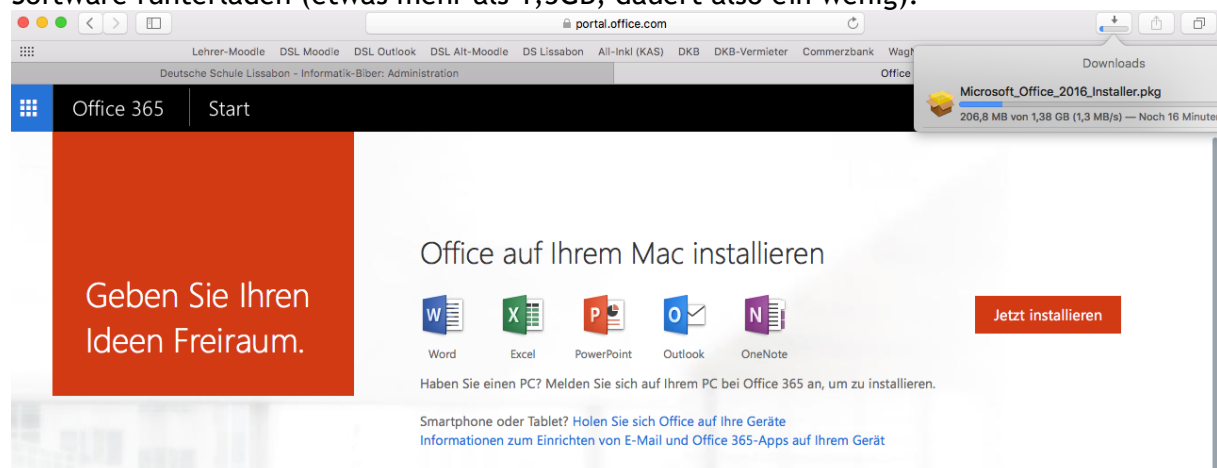 Software runterladen (etwas mehr als 1,3GB, dauert also ein wenig):
portal.office.com
Lehrer-Moodle DSL Moodle DSL Outlook DSL Alt-Moodle DS Lissabon All-Inkl (KAS) DKB DKB-Vermieter Commerzbank
Deutsche Schule Lissabon - Informatik-Biber: Administration Office
Downloads
Microsoft_Office_2016_Installer.pkg
206,8 MB von 1,38 GB (1,3 MB/s) — Noch 16 Minuten
Office 365 Start
Geben Sie Ihren
Ideen Freiraum.
Office auf Ihrem Mac installieren
Word Excel PowerPoint Outlook OneNote
Jetzt installieren
Haben Sie einen PC? Melden Sie sich auf Ihrem PC bei Office 365 an, um zu installieren.
Smartphone oder Tablet? Holen Sie sich Office auf Ihre Geräte
Informationen zum Einrichten von E-Mail und Office 365-Apps auf Ihrem Gerät